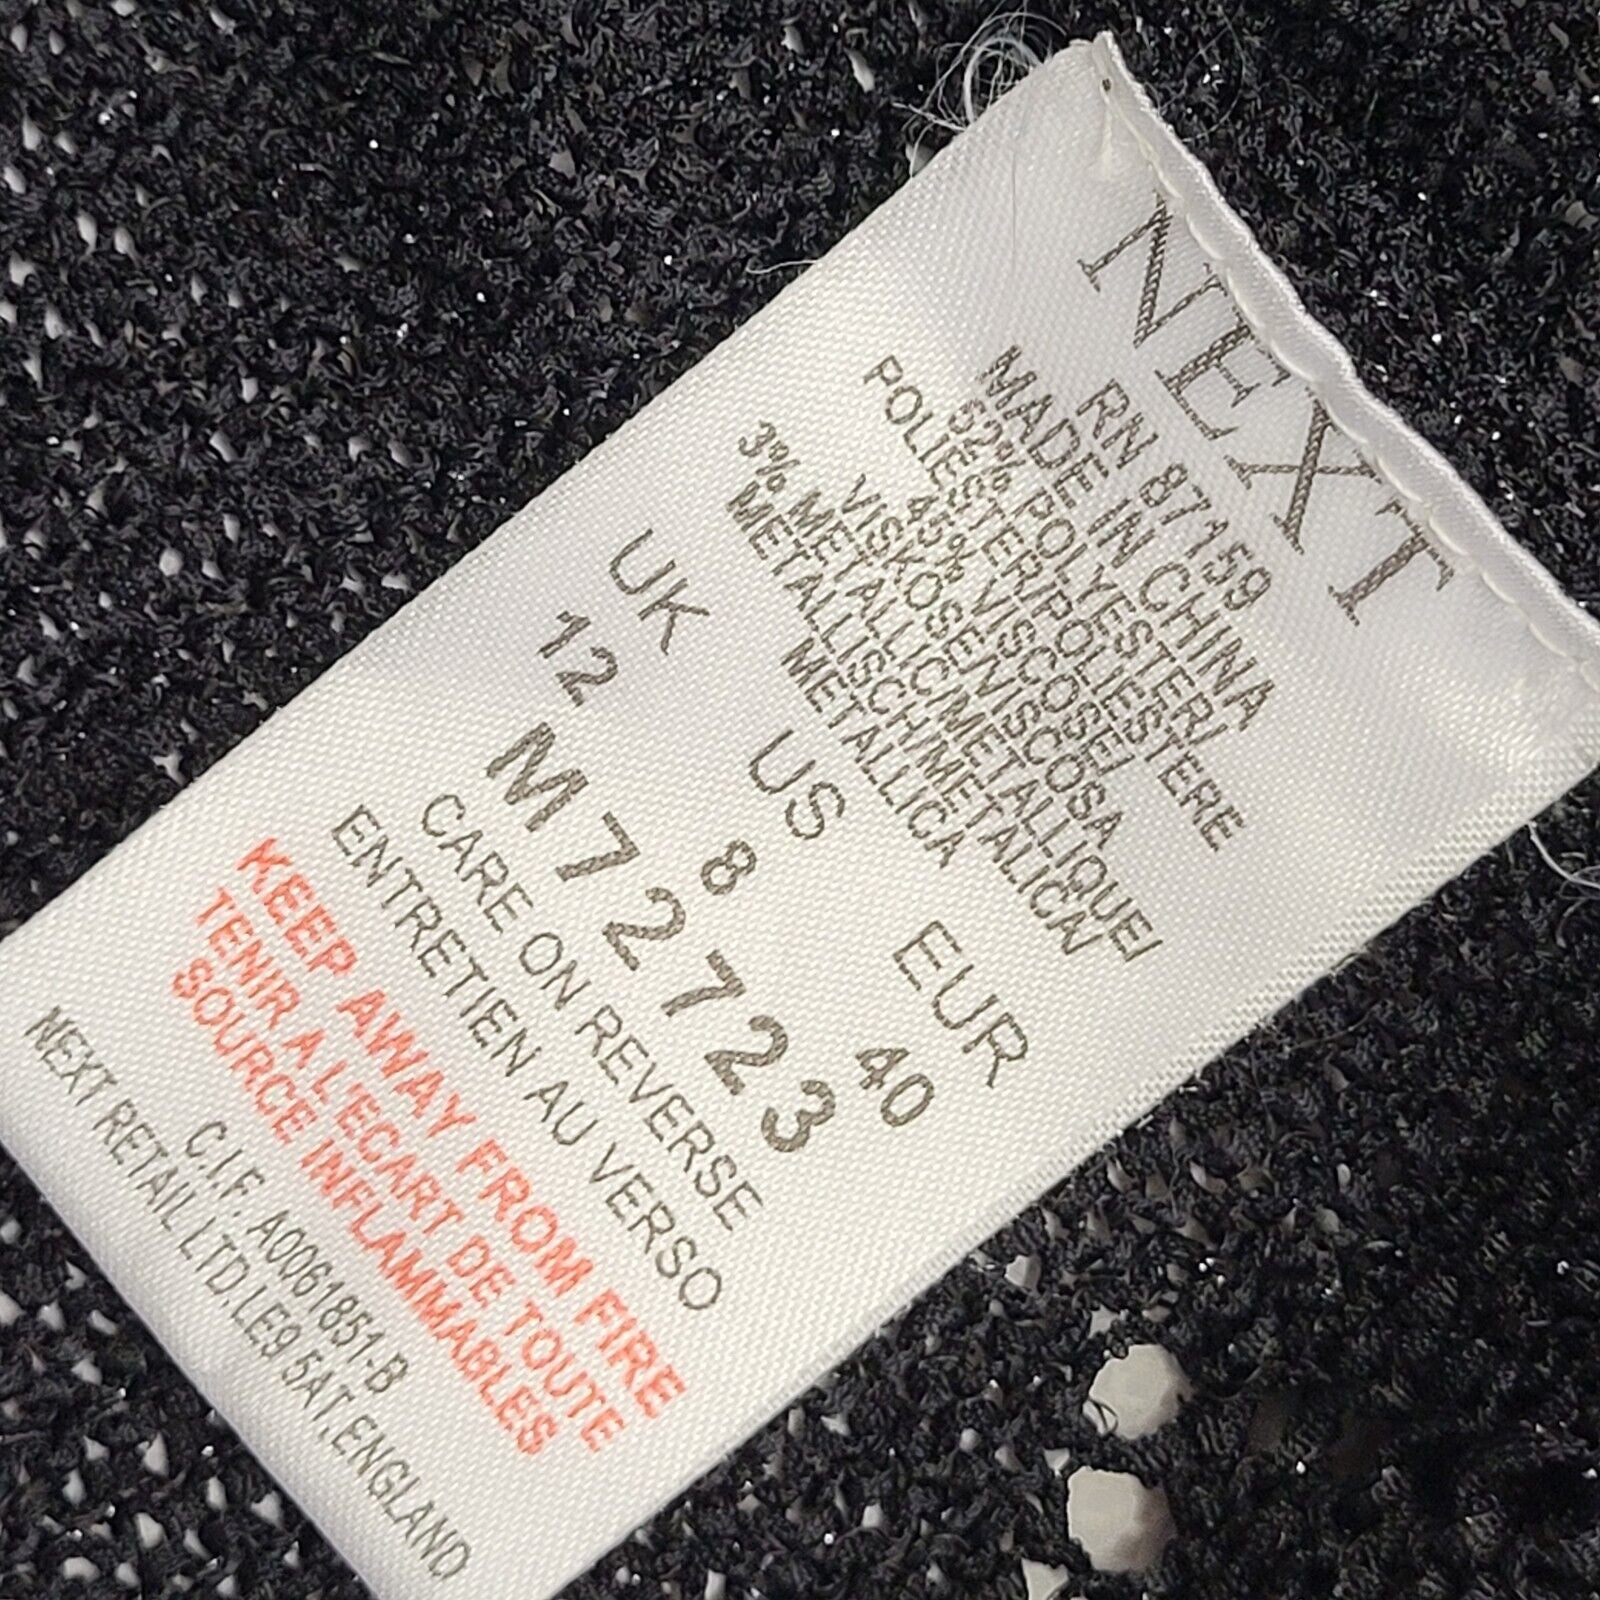 NEXT
RN 87159
MADE IN CHINA
52% POLYESTER/
POLIESTER/POLIESTERE
45% VISCOSE/
VISKOSE/VISCOSA
3% METALLIC/METALLIQUE/
METALLISCH/METALICA/
METALLICA
UK US EUR
12 8 40
M72723
CARE ON REVERSE
ENTRETIEN AU VERSO
KEEP AWAY FROM FIRE
TENIR A L'ECART DE TOUTE
SOURCE INFLAMMABLES
C.I.F. A0061851-B
NEXT RETAIL LTD.LE9 5AT.ENGLAND